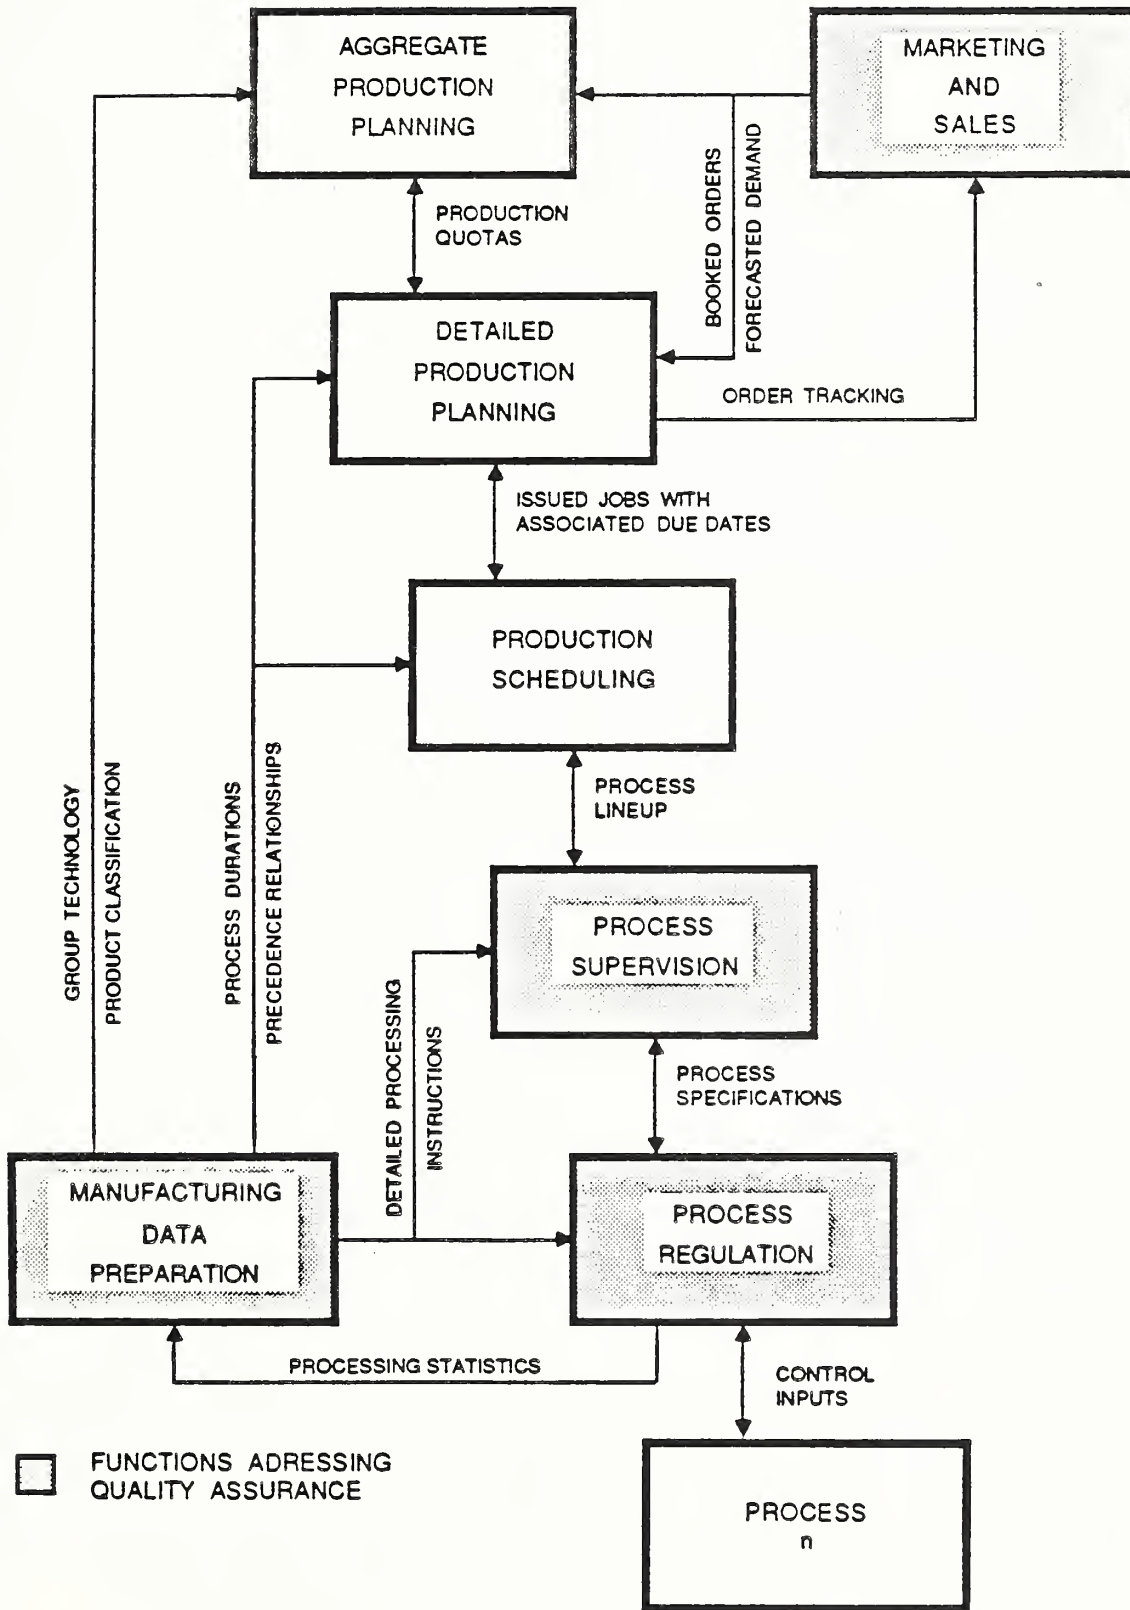 AGGREGATE
PRODUCTION
PLANNING
MARKETING
AND
SALES
PRODUCTION
QUOTAS
BOOKED ORDERS
FORECASTED DEMAND
DETAILED
PRODUCTION
PLANNING
ORDER TRACKING
ISSUED JOBS WITH
ASSOCIATED DUE DATES
PRODUCTION
SCHEDULING
GROUP TECHNOLOGY
PRODUCT CLASSIFICATION
PROCESS DURATIONS
PRECEDENCE RELATIONSHIPS
PROCESS
LINEUP
PROCESS
SUPERVISION
DETAILED PROCESSING
INSTRUCTIONS
PROCESS
SPECIFICATIONS
MANUFACTURING
DATA
PREPARATION
PROCESS
REGULATION
PROCESSING STATISTICS
CONTROL
INPUTS
FUNCTIONS ADRESSING
QUALITY ASSURANCE
PROCESS
n